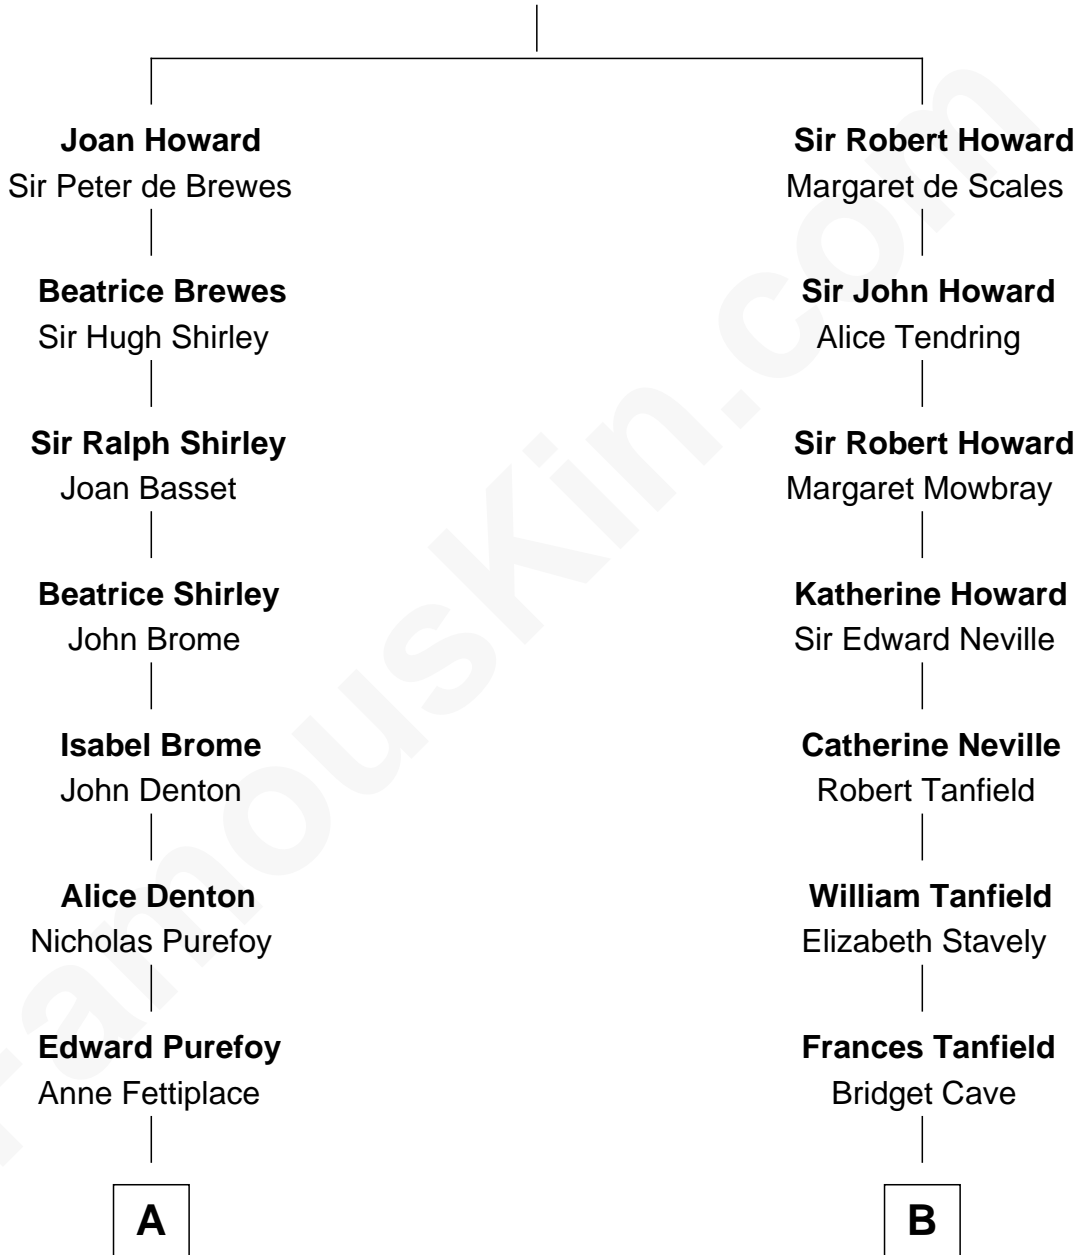 Joan Howard
Sir Peter de Brewes
Beatrice Brewes
Sir Hugh Shirley
Sir Ralph Shirley
Joan Basset
Beatrice Shirley
John Brome
Isabel Brome
John Denton
Alice Denton
Nicholas Purefoy
Edward Purefoy
Anne Fettiplace
A
Sir Robert Howard
Margaret de Scales
Sir John Howard
Alice Tendring
Sir Robert Howard
Margaret Mowbray
Katherine Howard
Sir Edward Neville
Catherine Neville
Robert Tanfield
William Tanfield
Elizabeth Stavely
Frances Tanfield
Bridget Cave
B
FamousKin.com